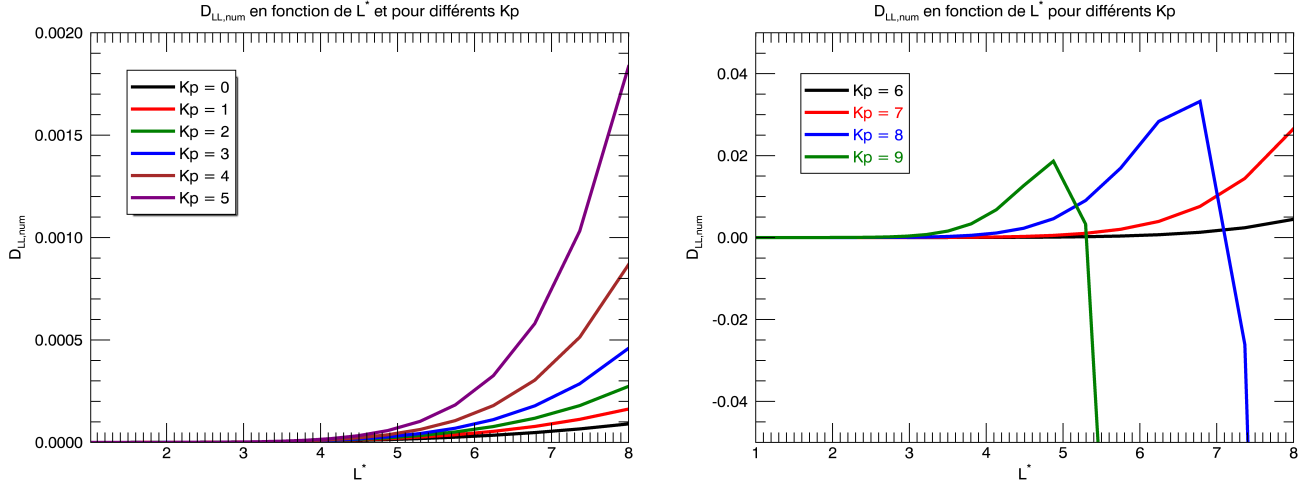 D_LL,num en fonction de L* et pour différents Kp
0.0020
0.0015
0.0010
0.0005
0.0000
D_LL,num
Kp = 0
Kp = 1
Kp = 2
Kp = 3
Kp = 4
Kp = 5
2 3 4 5 6 7 8
L*
D_LL,num en fonction de L* pour différents Kp
0.04
0.02
0.00
-0.02
-0.04
D_LL,num
Kp = 6
Kp = 7
Kp = 8
Kp = 9
1 2 3 4 5 6 7 8
L*